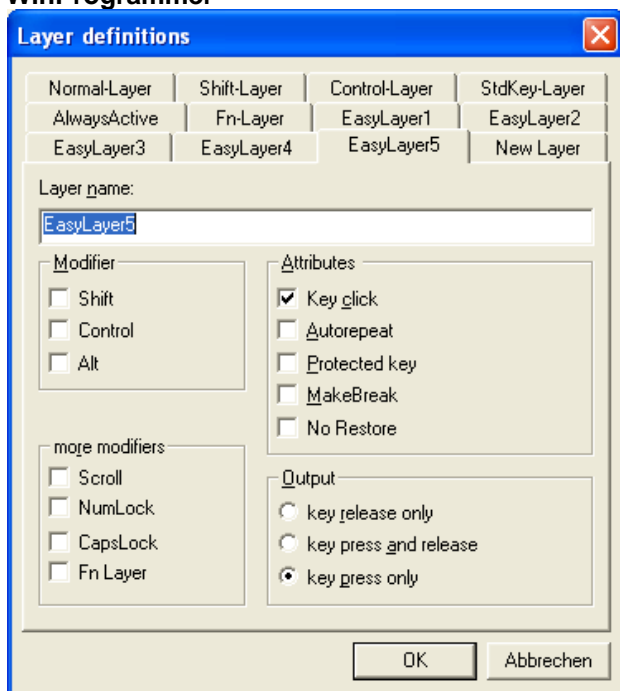 WinProgrammer
Layer definitions
Normal-Layer Shift-Layer Control-Layer StdKey-Layer
AlwaysActive Fn-Layer EasyLayer1 EasyLayer2
EasyLayer3 EasyLayer4 EasyLayer5 New Layer
Layer name:
EasyLayer5
Modifier
Shift
Control
Alt
more modifiers
Scroll
NumLock
CapsLock
Fn Layer
Attributes
Key click
Autorepeat
Protected key
MakeBreak
No Restore
Output
key release only
key press and release
key press only
OK Abbrechen